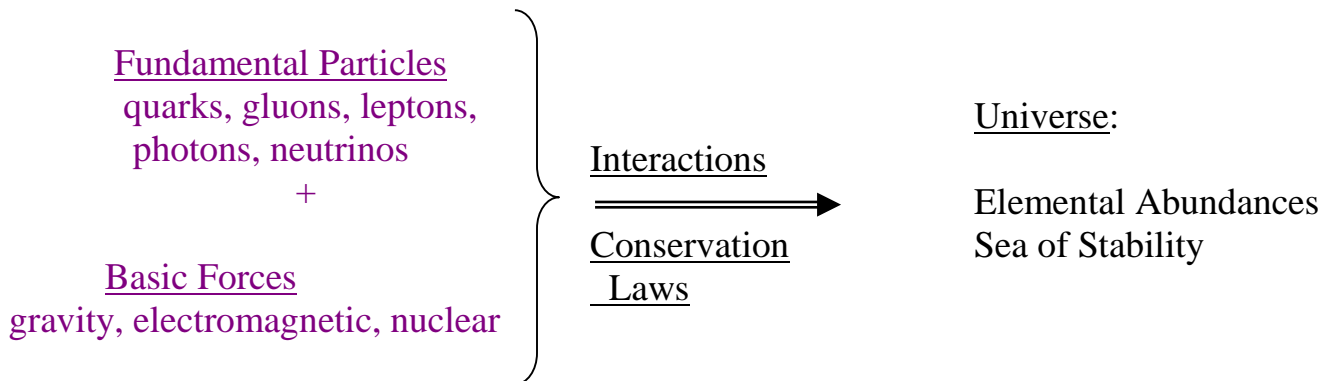 Fundamental Particles
quarks, gluons, leptons,
photons, neutrinos
+
Basic Forces
gravity, electromagnetic, nuclear
Interactions
Conservation
Laws
Universe:
Elemental Abundances
Sea of Stability